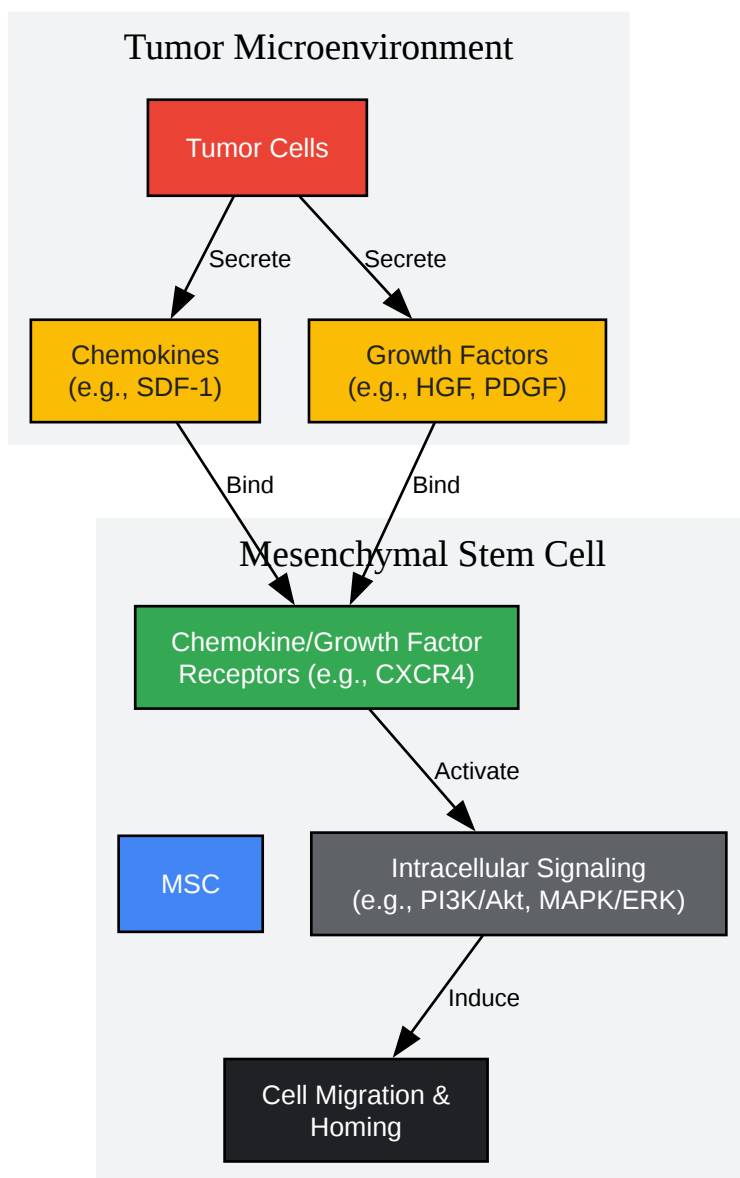 Tumor Microenvironment
Tumor Cells
Secrete
Secrete
Chemokines
(e.g., SDF-1)
Growth Factors
(e.g., HGF, PDGF)
Bind
Bind
Mesenchymal Stem Cell
Chemokine/Growth Factor
Receptors (e.g., CXCR4)
Activate
MSC
Intracellular Signaling
(e.g., PI3K/Akt, MAPK/ERK)
Induce
Cell Migration &
Homing